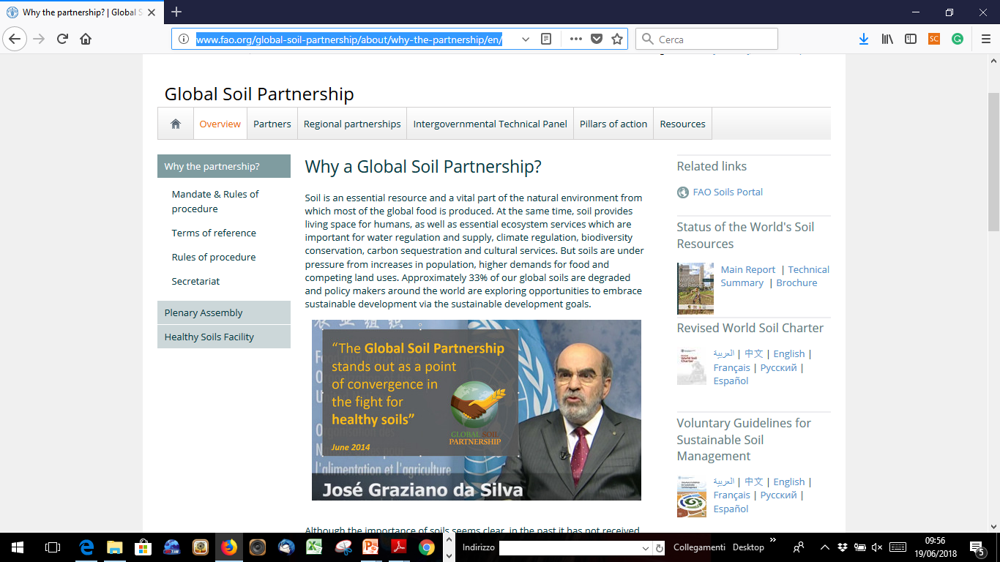 Why the partnership? | Global S
www.fao.org/global-soil-partnership/about/why-the-partnership/en/
Cerca
SC
Global Soil Partnership
Overview
Partners
Regional partnerships
Intergovernmental Technical Panel
Pillars of action
Resources
Why the partnership?
Mandate & Rules of
procedure
Terms of reference
Rules of procedure
Secretariat
Plenary Assembly
Healthy Soils Facility
Why a Global Soil Partnership?
Soil is an essential resource and a vital part of the natural environment from
which most of the global food is produced. At the same time, soil provides
living space for humans, as well as essential ecosystem services which are
important for water regulation and supply, climate regulation, biodiversity
conservation, carbon sequestration and cultural services. But soils are under
pressure from increases in population, higher demands for food and
competing land uses. Approximately 33% of our global soils are degraded
and policy makers around the world are exploring opportunities to embrace
sustainable development via the sustainable development goals.
“The Global Soil Partnership
stands out as a point
of convergence in
the fight for
healthy soils”
June 2014
GLOBAL SOIL
PARTNERSHIP
l'alimentation et l'agriculture
José Graziano da Silva
Although the importance of soils seems clear, in the past it has not received
Related links
FAO Soils Portal
Status of the World's Soil
Resources
Main Report | Technical
Summary | Brochure
Revised World Soil Charter
العربية | 中文 | English |
Français | Русский |
Español
Voluntary Guidelines for
Sustainable Soil
Management
العربية | 中文 | English |
Français | Русский |
Español
Indirizzo
Collegamenti
Desktop
09:56
19/06/2018
5